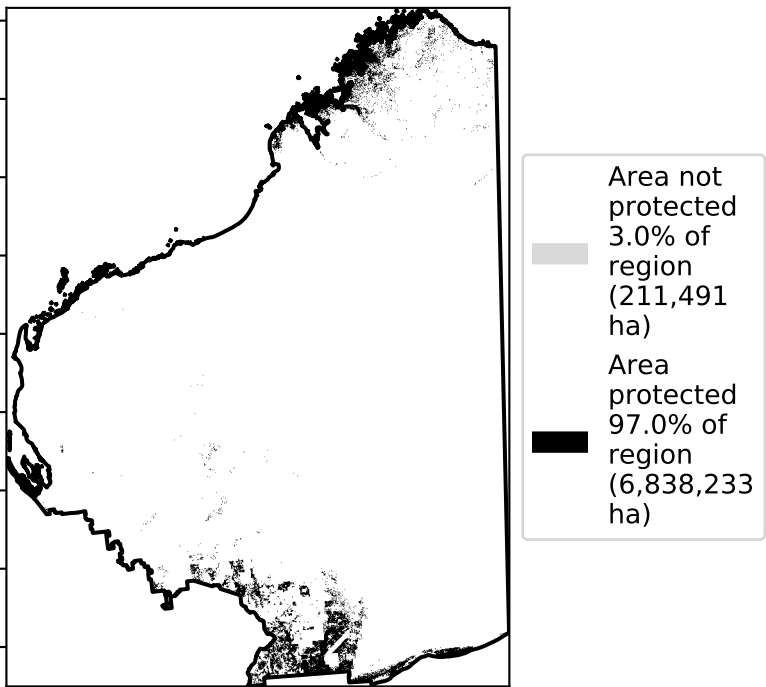 Area not
protected
3.0% of
region
(211,491
ha)
Area
protected
97.0% of
region
(6,838,233
ha)